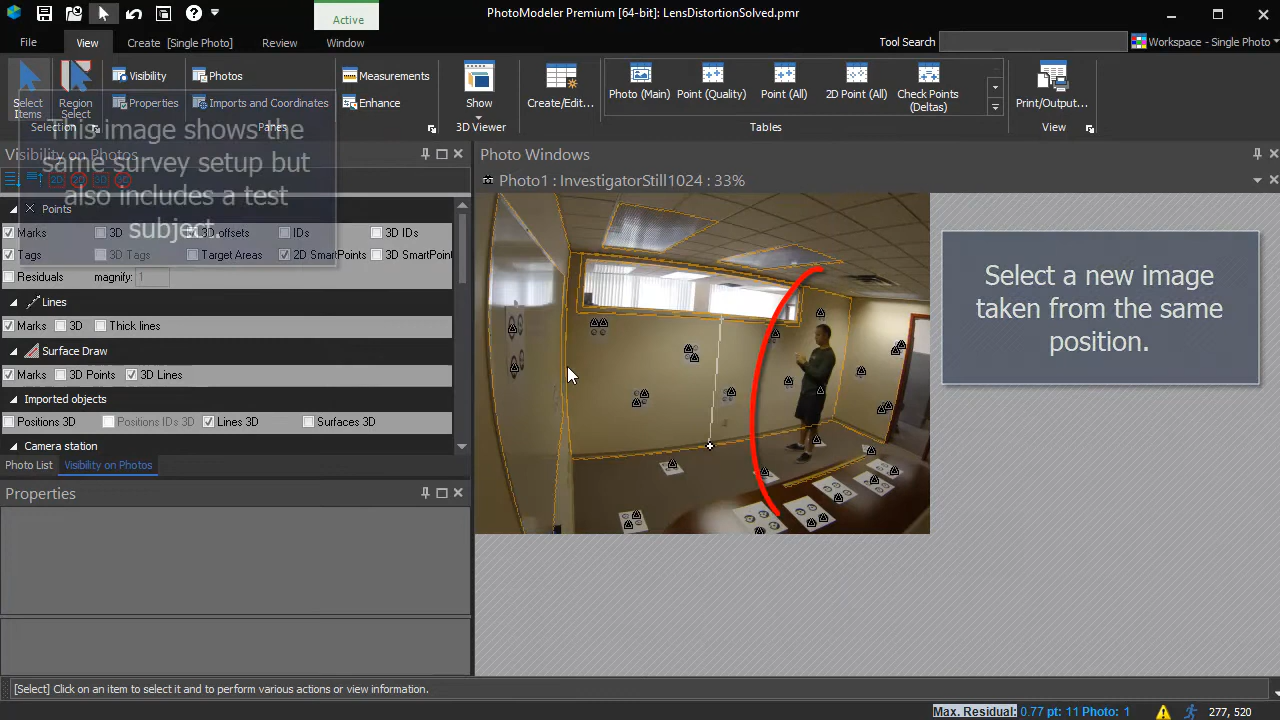 PhotoModeler Premium [64-bit]: LensDistortionSolved.pmr
Active
File
View
Create [Single Photo]
Review
Window
Tool Search
Workspace - Single Photo
Select Items
Region Select
Visibility
Properties
Photos
Imports and Coordinates
Measurements
Enhance
Show
Create/Edit...
Photo (Main)
Point (Quality)
Point (All)
2D Point (All)
Check Points (Deltas)
Print/Output...
Selection
Panes
3D Viewer
Tables
View
This image shows the
same survey setup but
also includes a test
subject.
Visibility on Photos
Points
Marks
3D
3D offsets
IDs
3D IDs
Tags
3D Tags
Target Areas
2D SmartPoints
3D SmartPoin
Residuals
magnify:
1
Lines
Marks
3D
Thick lines
Surface Draw
Marks
3D Points
3D Lines
Imported objects
Positions 3D
Positions IDs 3D
Lines 3D
Surfaces 3D
Camera station
Photo List
Visibility on Photos
Properties
Photo Windows
Photo1 : InvestigatorStill1024 : 33%
Select a new image
taken from the same
position.
[Select] Click on an item to select it and to perform various actions or view information.
Max. Residual: 0.77 pt: 11 Photo: 1
277, 520